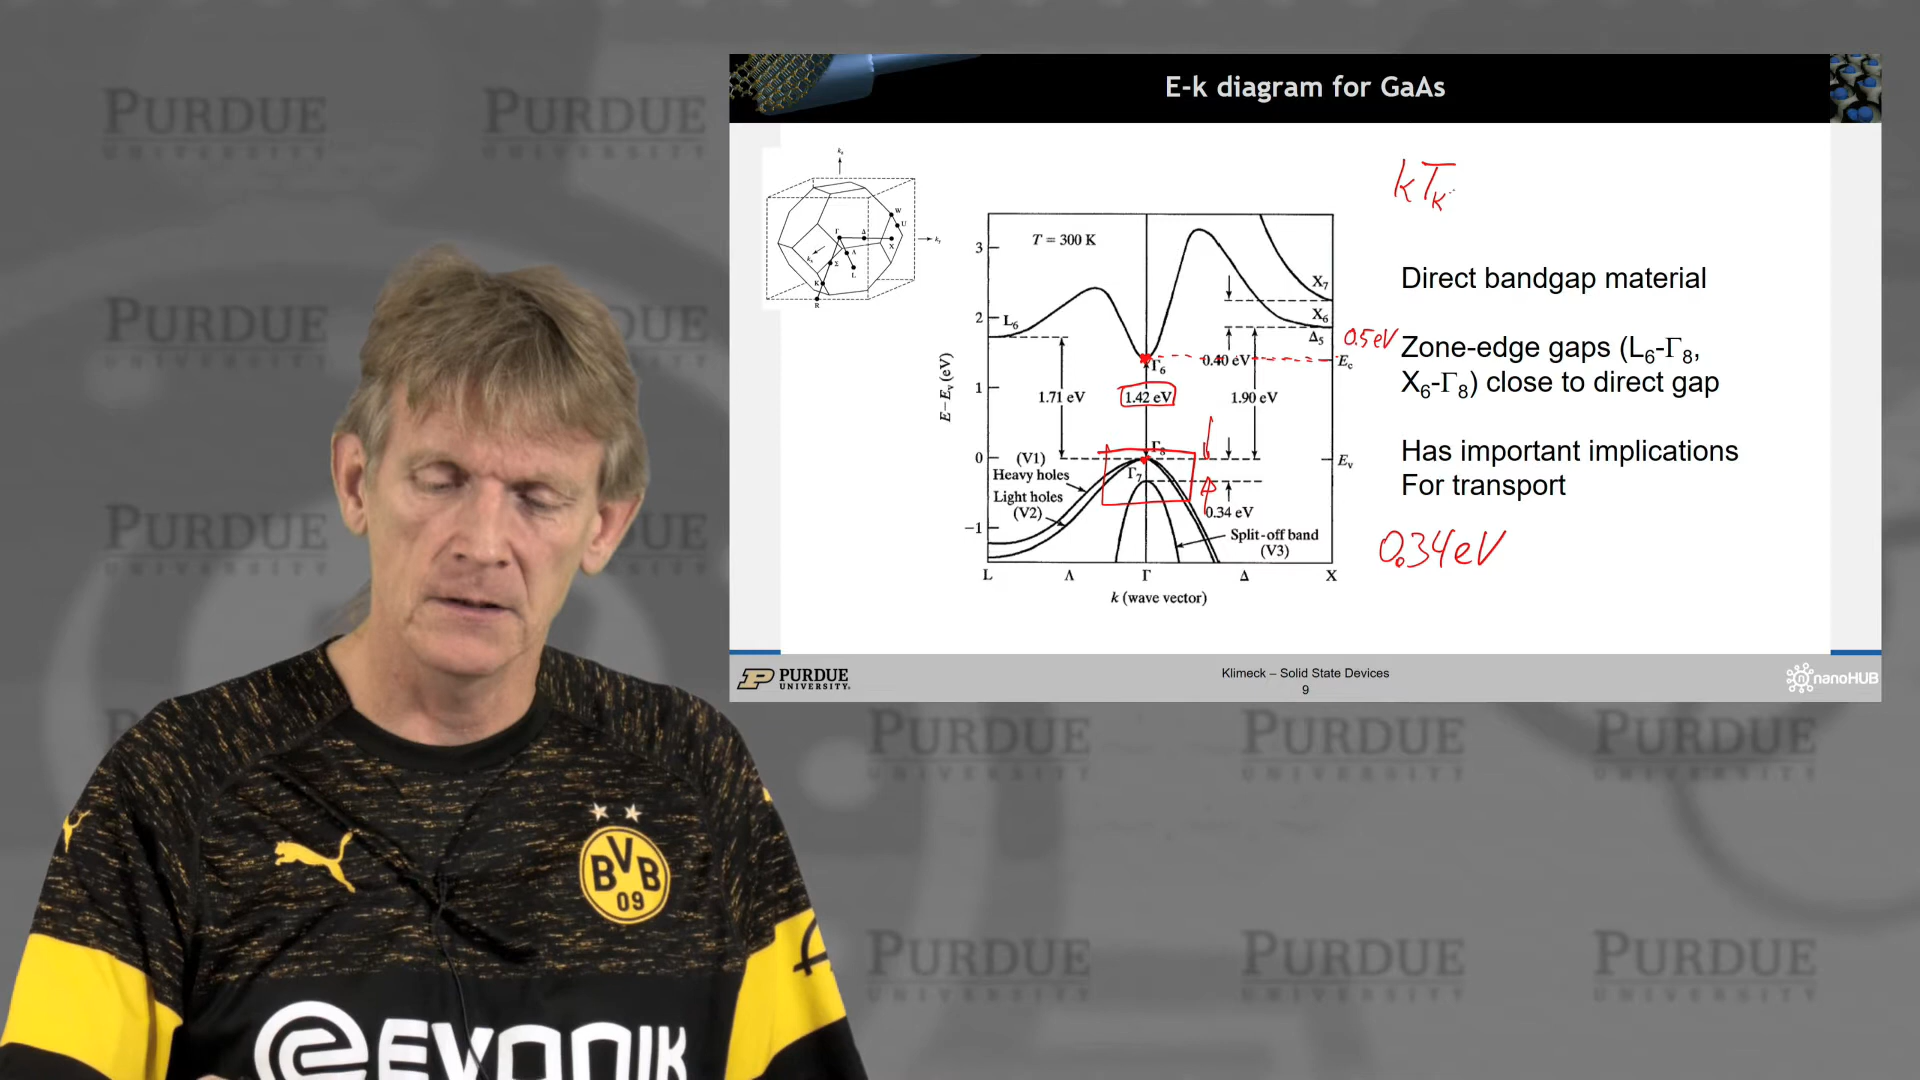 E-k diagram for GaAs
kT
Direct bandgap material
Zone-edge gaps (L6-Γ8,
X6-Γ8) close to direct gap
Has important implications
For transport
0.34eV
0.5eV
T = 300 K
E−Ev (eV)
3
2
1
0
−1
L6
X7
X6
Δ5
Γ6
0.40 eV
Ec
1.71 eV
1.42 eV
1.90 eV
Γ8
Γ7
Ev
(V1)
Heavy holes
Light holes
(V2)
0.34 eV
Split-off band
(V3)
L Λ Γ Δ X
k (wave vector)
W
U
Γ Δ X
Λ
L
Σ
K
R
PURDUE
UNIVERSITY
Klimeck – Solid State Devices
9
nanoHUB
PURDUE UNIVERSITY
BVB
09
EVONIK